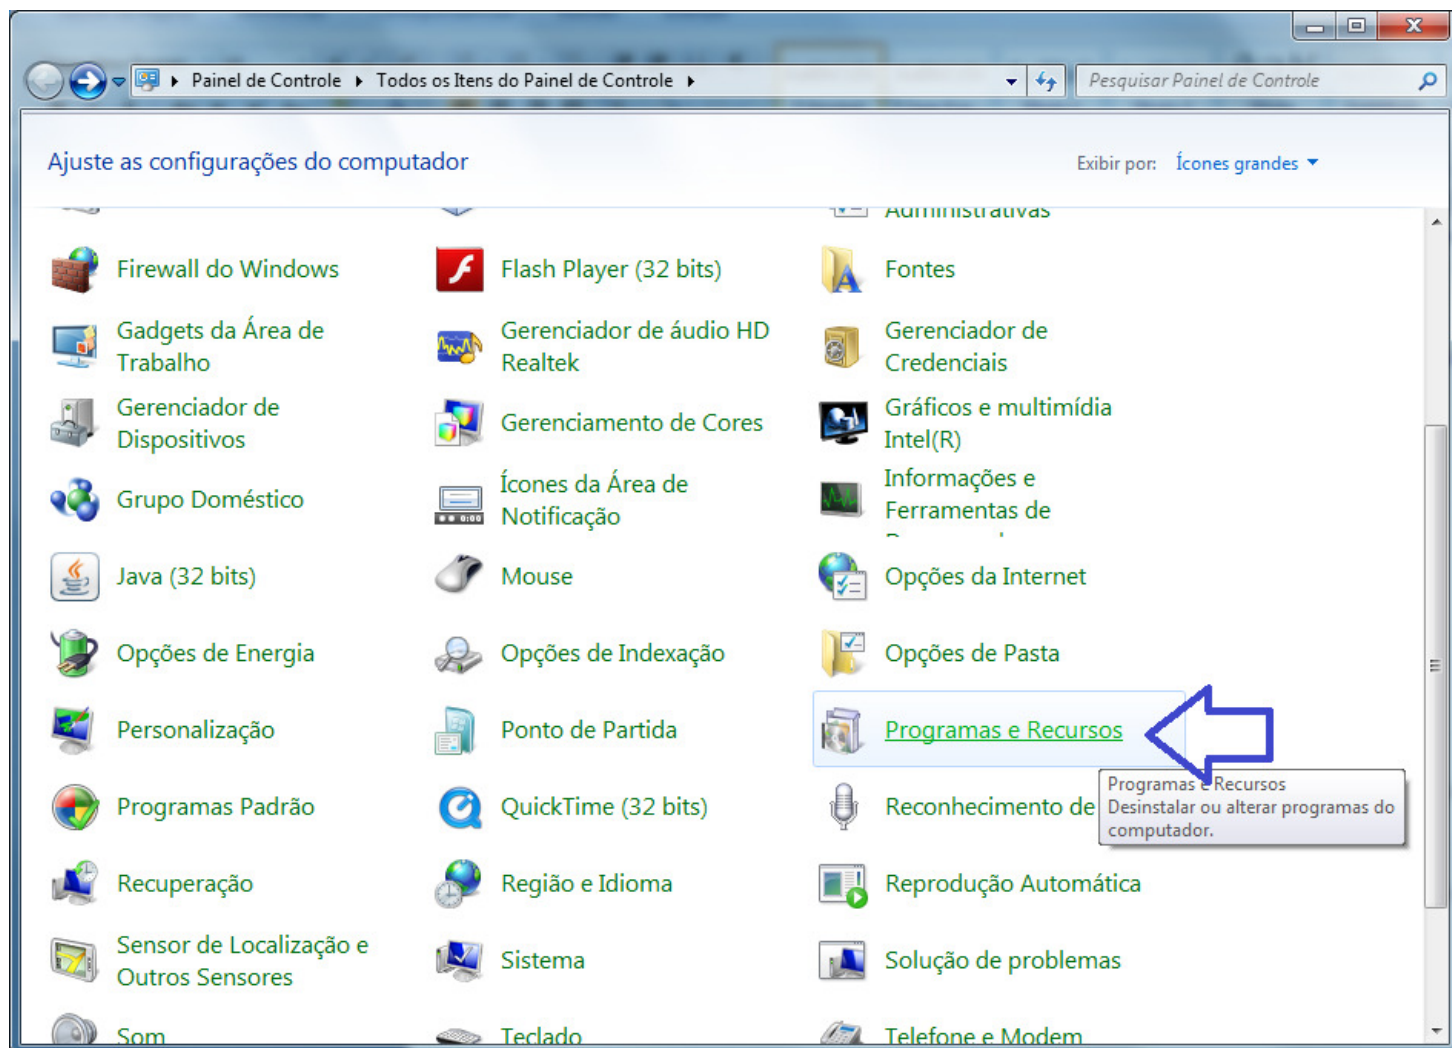 Painel de Controle
Todos os Itens do Painel de Controle
Pesquisar Painel de Controle
Ajuste as configurações do computador
Exibir por: Ícones grandes
Administrativas
Firewall do Windows
Flash Player (32 bits)
Fontes
Gadgets da Área de
Trabalho
Gerenciador de áudio HD
Realtek
Gerenciador de
Credenciais
Gerenciador de
Dispositivos
Gerenciamento de Cores
Gráficos e multimídia
Intel(R)
Grupo Doméstico
Ícones da Área de
Notificação
Informações e
Ferramentas de
Java (32 bits)
Mouse
Opções da Internet
Opções de Energia
Opções de Indexação
Opções de Pasta
Personalização
Ponto de Partida
Programas e Recursos
Programas e Recursos
Desinstalar ou alterar programas do
computador.
Programas Padrão
QuickTime (32 bits)
Reconhecimento de
Recuperação
Região e Idioma
Reprodução Automática
Sensor de Localização e
Outros Sensores
Sistema
Solução de problemas
Som
Teclado
Telefone e Modem